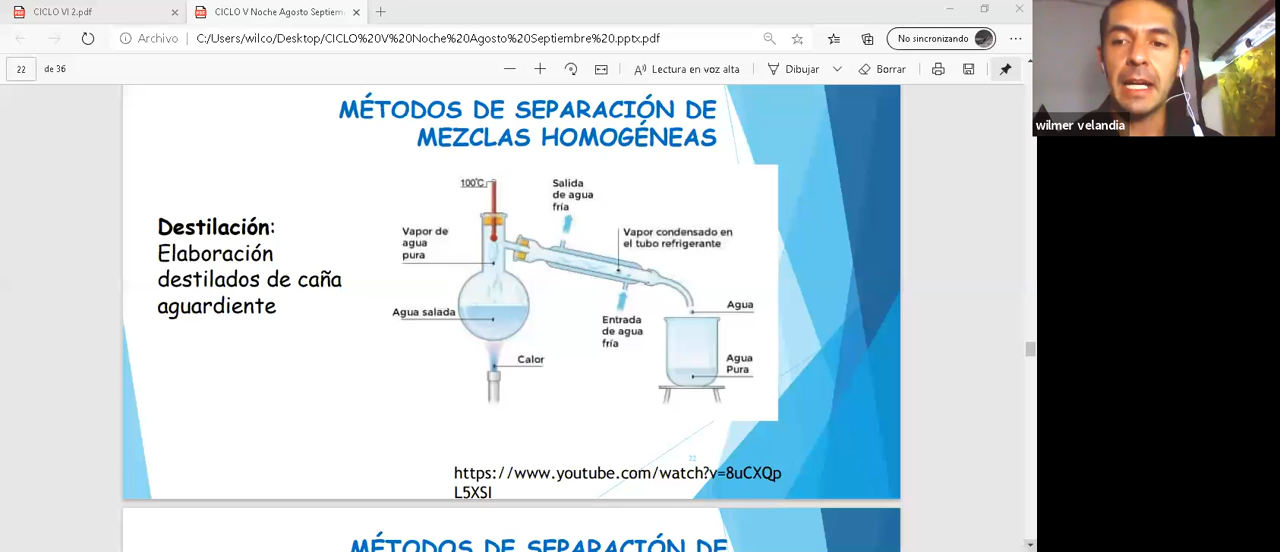 CICLO VI 2.pdf
CICLO V Noche Agosto Septiem
Archivo
C:/Users/wilco/Desktop/CICLO%20V%20Noche%20Agosto%20Septiembre%20.pptx.pdf
No sincronizando
22
de 36
Lectura en voz alta
Dibujar
Borrar
wilmer velandia
MÉTODOS DE SEPARACIÓN DE
MEZCLAS HOMOGÉNEAS
Destilación:
Elaboración
destilados de caña
aguardiente
100°C
Vapor de
agua
pura
Agua salada
Calor
Salida
de agua
fría
Vapor condensado en
el tubo refrigerante
Entrada
de agua
fría
Agua
Agua
Pura
22
https://www.youtube.com/watch?v=8uCXQp
L5XSI
MÉTODOS DE SEPARACIÓN DE